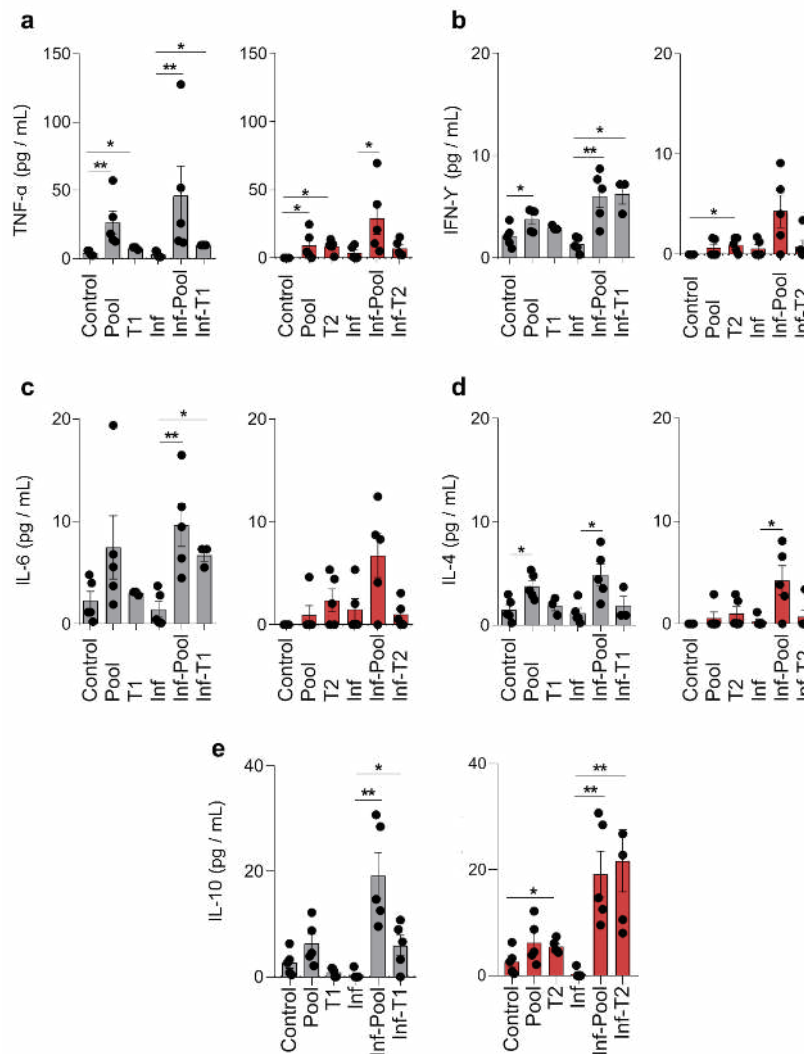 a
TNF-α (pg / mL)
150
100
50
0
**
*
**
*
Control
Pool
T1
Inf
Inf-Pool
Inf-T1
150
100
50
0
*
*
*
Control
Pool
T2
Inf
Inf-Pool
Inf-T2
b
IFN-Υ (pg / mL)
20
10
0
*
**
*
Control
Pool
T1
Inf
Inf-Pool
Inf-T1
20
10
0
*
Control
Pool
T2
Inf
Inf-Pool
Inf-T2
c
IL-6 (pg / mL)
20
10
0
**
*
Control
Pool
T1
Inf
Inf-Pool
Inf-T1
20
10
0
Control
Pool
T2
Inf
Inf-Pool
Inf-T2
d
IL-4 (pg / mL)
20
10
0
*
*
Control
Pool
T1
Inf
Inf-Pool
Inf-T1
20
10
0
*
Control
Pool
T2
Inf
Inf-Pool
Inf-T2
e
IL-10 (pg / mL)
40
20
0
**
*
Control
Pool
T1
Inf
Inf-Pool
Inf-T1
40
20
0
*
**
**
Control
Pool
T2
Inf
Inf-Pool
Inf-T2